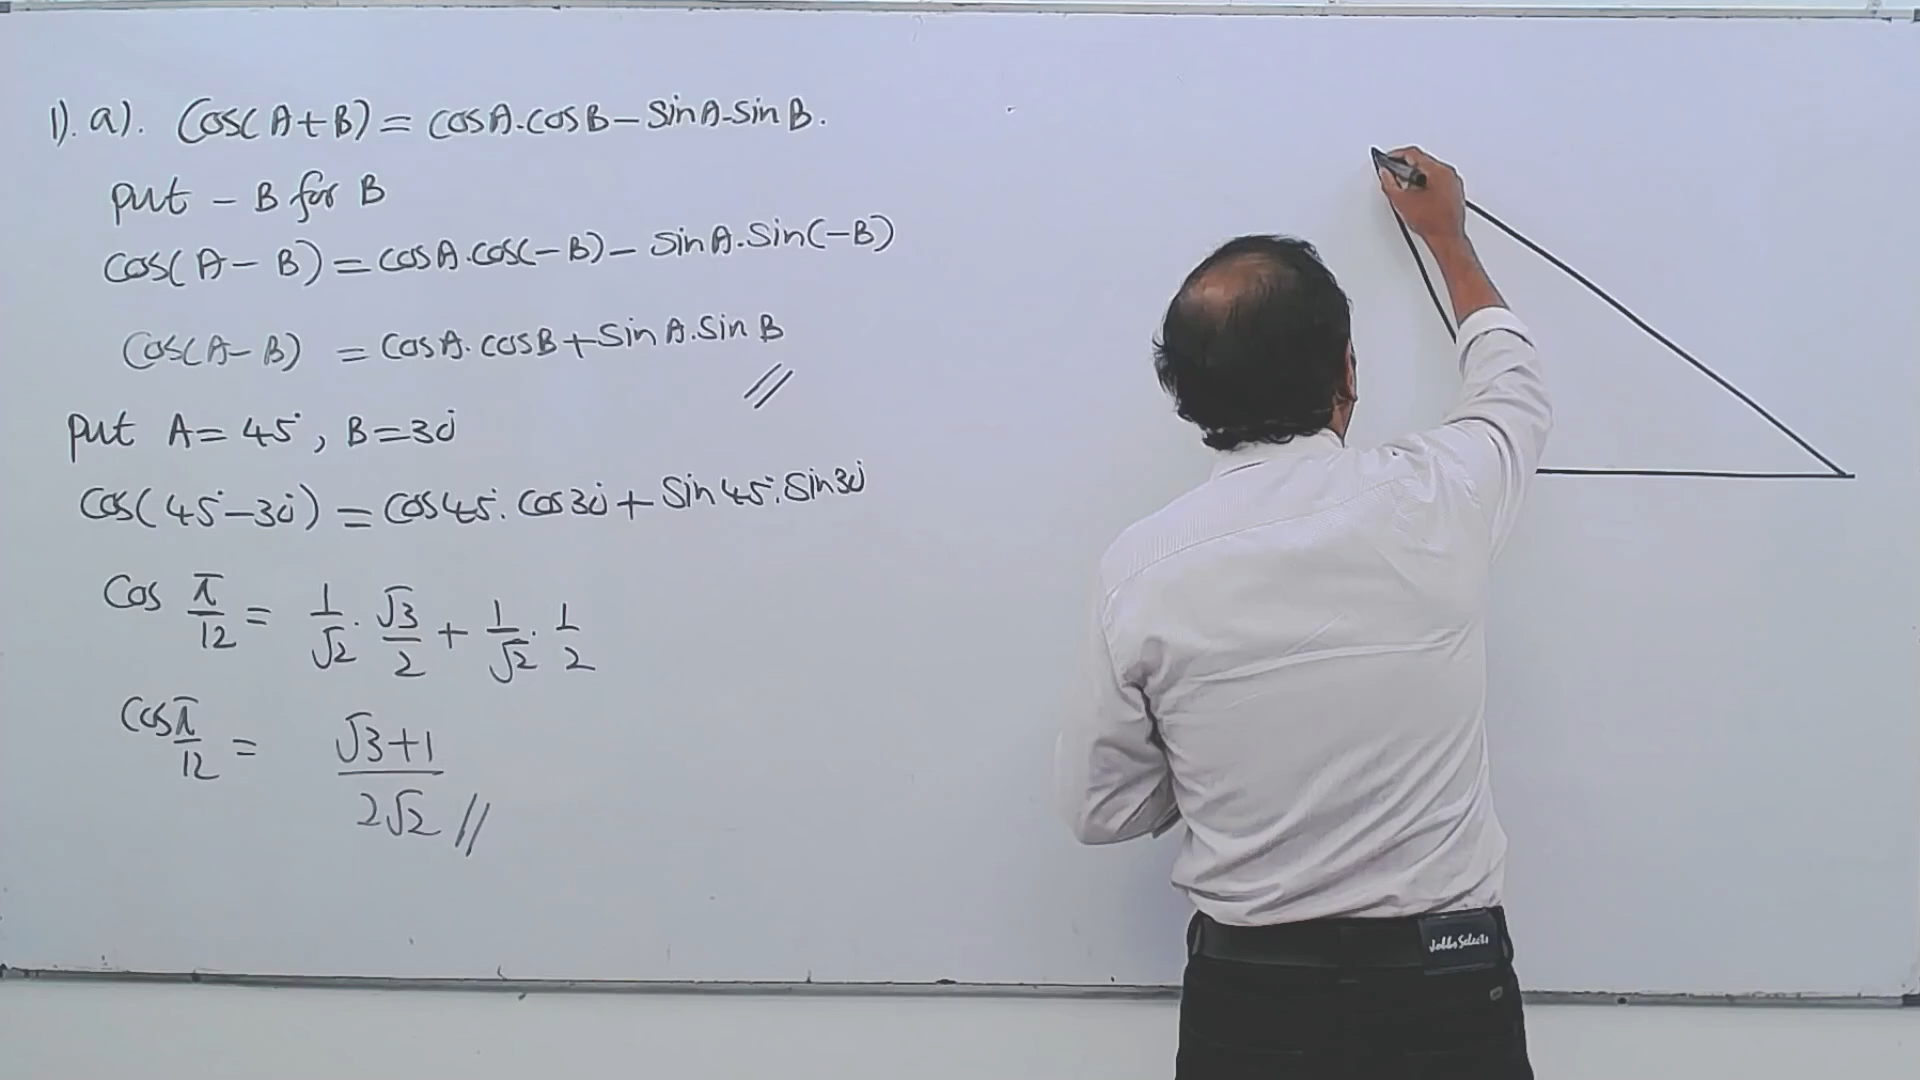 1). a). Cos(A+B) = cosA.cosB – SinA.SinB.
put – B for B
cos(A – B) = cosA.cos(–B) – SinA.Sin(–B)
Cos(A–B) = cosA.cosB + SinA.SinB //
put A = 45°, B = 30°
cos(45° – 30°) = cos45°.cos30° + Sin45°.Sin30°
Cos π/12 = 1/√2 . √3/2 + 1/√2 . 1/2
Cos π/12 = √3+1 / 2√2 //